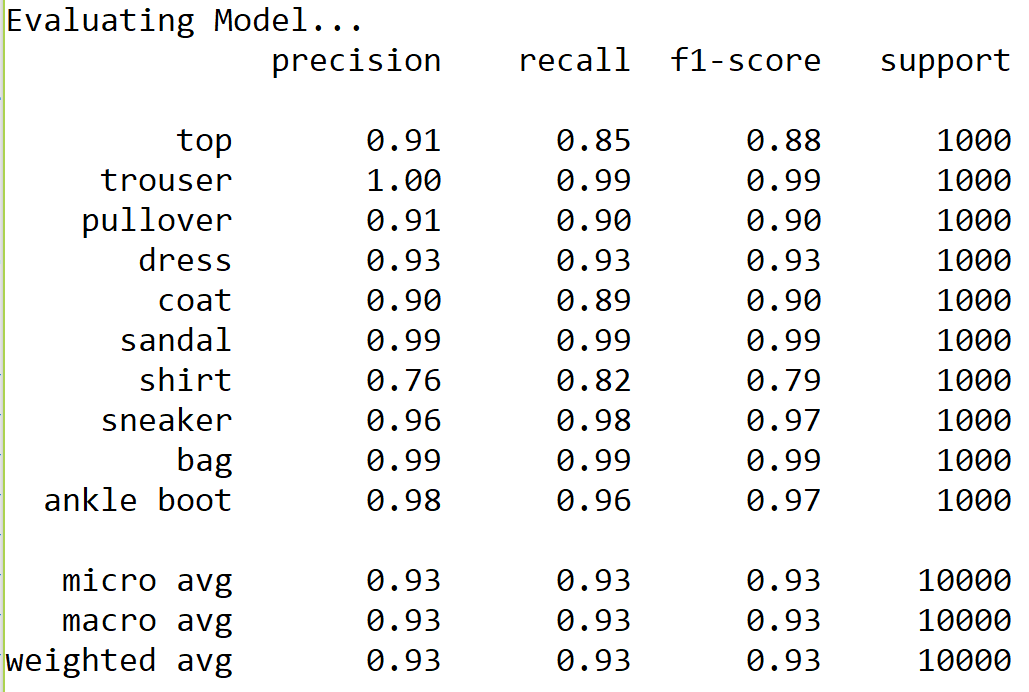 Evaluating Model...
precision recall f1-score support
top 0.91 0.85 0.88 1000
trouser 1.00 0.99 0.99 1000
pullover 0.91 0.90 0.90 1000
dress 0.93 0.93 0.93 1000
coat 0.90 0.89 0.90 1000
sandal 0.99 0.99 0.99 1000
shirt 0.76 0.82 0.79 1000
sneaker 0.96 0.98 0.97 1000
bag 0.99 0.99 0.99 1000
ankle boot 0.98 0.96 0.97 1000
micro avg 0.93 0.93 0.93 10000
macro avg 0.93 0.93 0.93 10000
weighted avg 0.93 0.93 0.93 10000